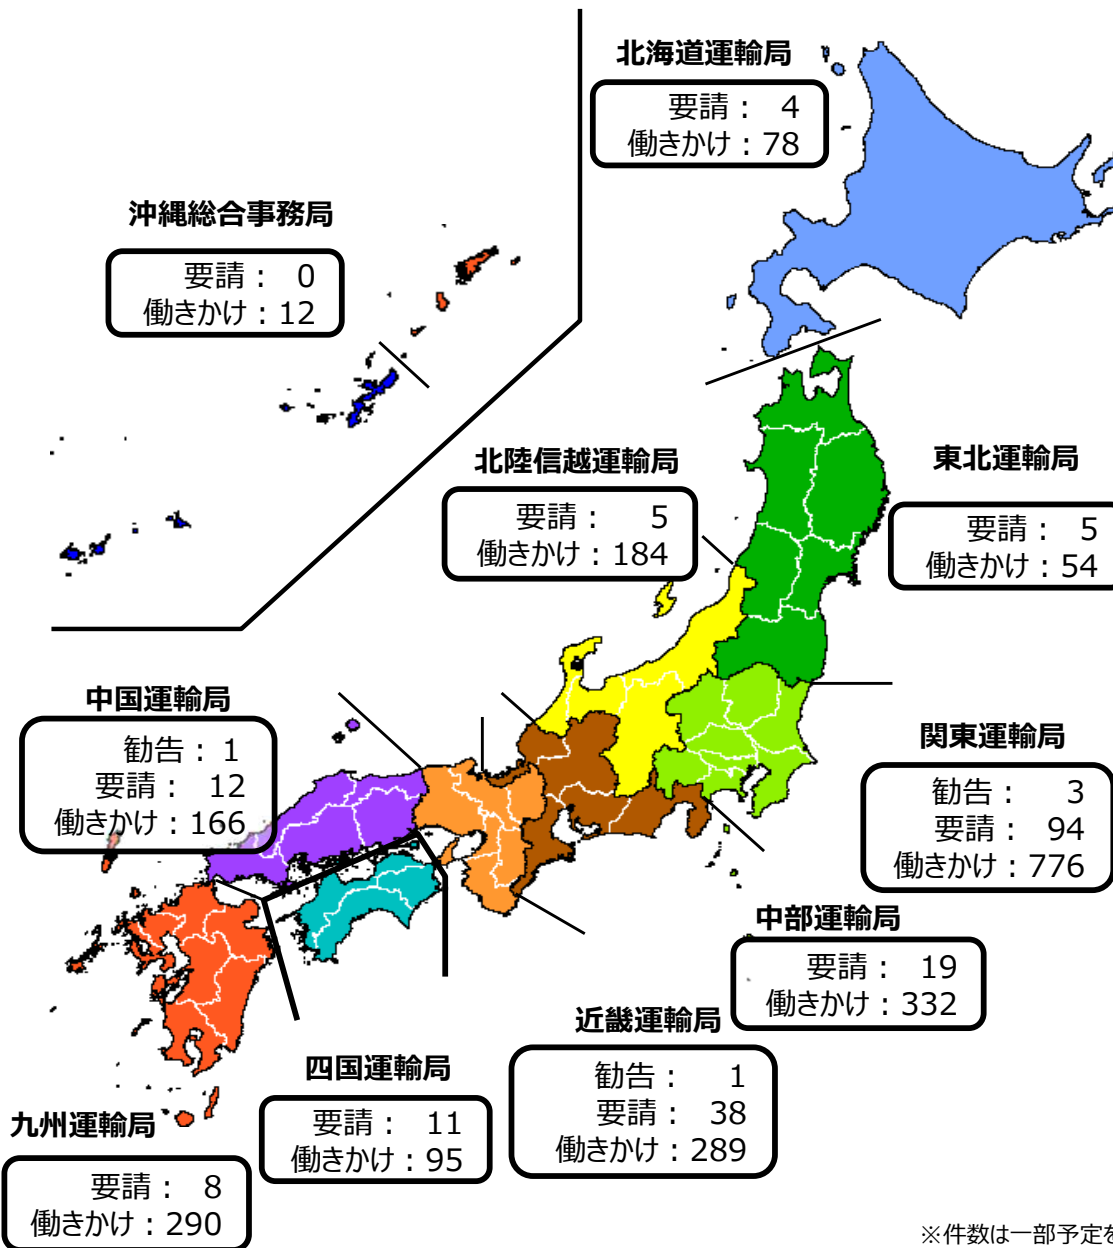 北海道運輸局
要請： 4
働きかけ：78
沖縄総合事務局
要請： 0
働きかけ：12
北陸信越運輸局
要請： 5
働きかけ：184
東北運輸局
要請： 5
働きかけ：54
中国運輸局
勧告：1
要請： 12
働きかけ：166
関東運輸局
勧告： 3
要請： 94
働きかけ：776
中部運輸局
要請： 19
働きかけ：332
近畿運輸局
勧告： 1
要請： 38
働きかけ：289
四国運輸局
要請： 11
働きかけ：95
九州運輸局
要請： 8
働きかけ：290
※件数は一部予定を